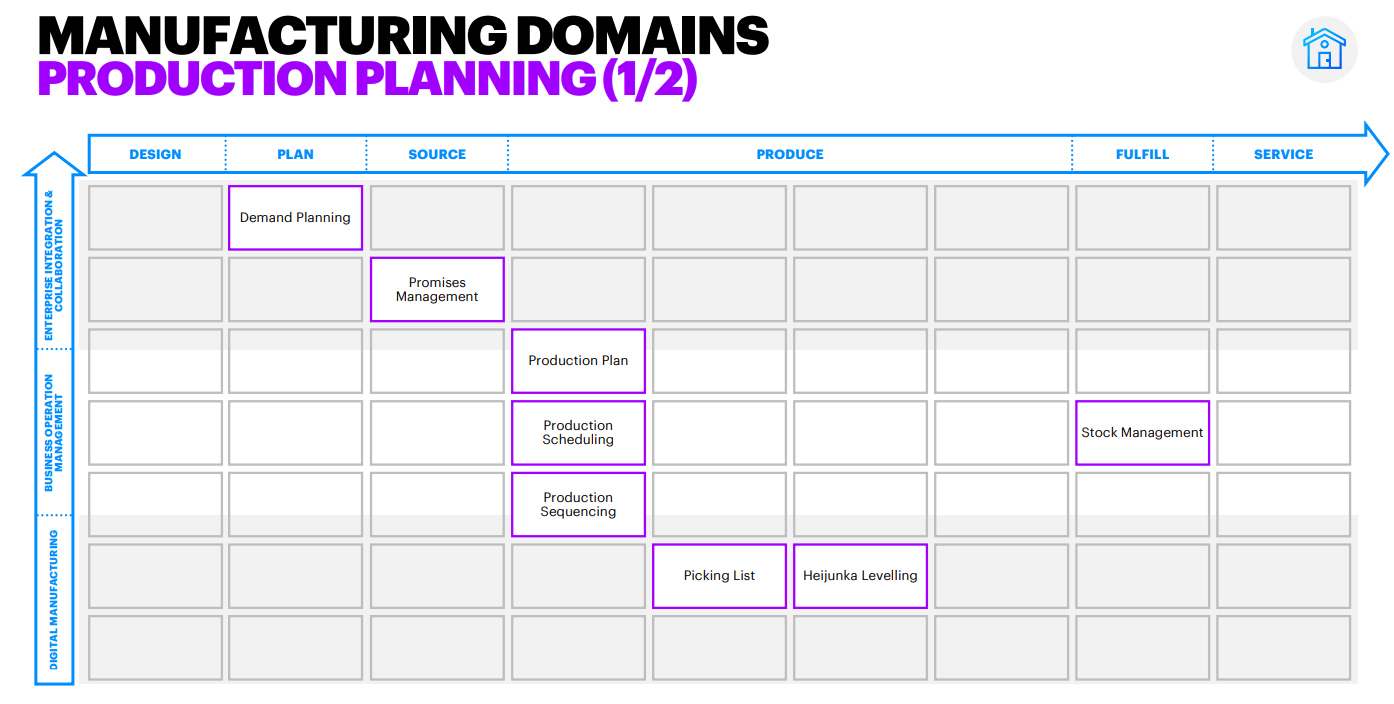 MANUFACTURING DOMAINS
PRODUCTION PLANNING (1/2)
DESIGN
PLAN
SOURCE
PRODUCE
FULFILL
SERVICE
ENTERPRISE INTEGRATION &
COLLABORATION
Demand Planning
Promises
Management
BUSINESS OPERATION
MANAGEMENT
Production Plan
Production
Scheduling
Stock Management
Production
Sequencing
DIGITAL MANUFACTURING
Picking List
Heijunka Levelling